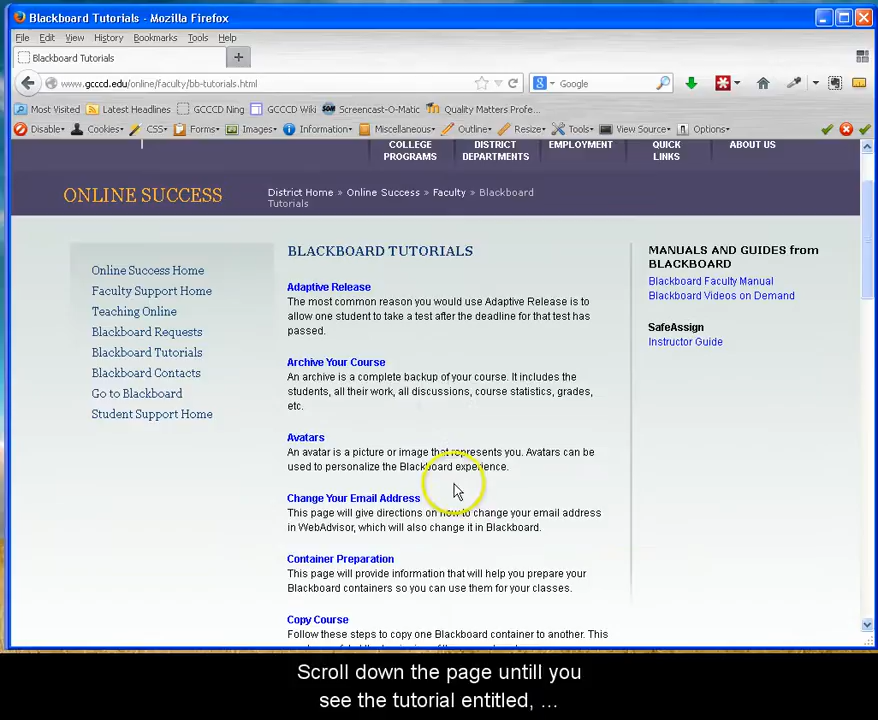 Blackboard Tutorials - Mozilla Firefox
File Edit View History Bookmarks Tools Help
Blackboard Tutorials
www.gcccd.edu/online/faculty/bb-tutorials.html
Google
Most Visited Latest Headlines GCCCD Ning GCCCD Wiki Screencast-O-Matic Quality Matters Profe...
Disable Cookies CSS Forms Images Information Miscellaneous Outline Resize Tools View Source Options
COLLEGE PROGRAMS
DISTRICT DEPARTMENTS
EMPLOYMENT
QUICK LINKS
ABOUT US
ONLINE SUCCESS
District Home » Online Success » Faculty » Blackboard
Tutorials
Online Success Home
Faculty Support Home
Teaching Online
Blackboard Requests
Blackboard Tutorials
Blackboard Contacts
Go to Blackboard
Student Support Home
BLACKBOARD TUTORIALS
Adaptive Release
The most common reason you would use Adaptive Release is to
allow one student to take a test after the deadline for that test has
passed.
Archive Your Course
An archive is a complete backup of your course. It includes the
students, all their work, all discussions, course statistics, grades,
etc.
Avatars
An avatar is a picture or image that represents you. Avatars can be
used to personalize the Blackboard experience.
Change Your Email Address
This page will give directions on how to change your email address
in WebAdvisor, which will also change it in Blackboard.
Container Preparation
This page will provide information that will help you prepare your
Blackboard containers so you can use them for your classes.
Copy Course
Follow these steps to copy one Blackboard container to another. This
MANUALS AND GUIDES from
BLACKBOARD
Blackboard Faculty Manual
Blackboard Videos on Demand
SafeAssign
Instructor Guide
Scroll down the page untill you
see the tutorial entitled, ...